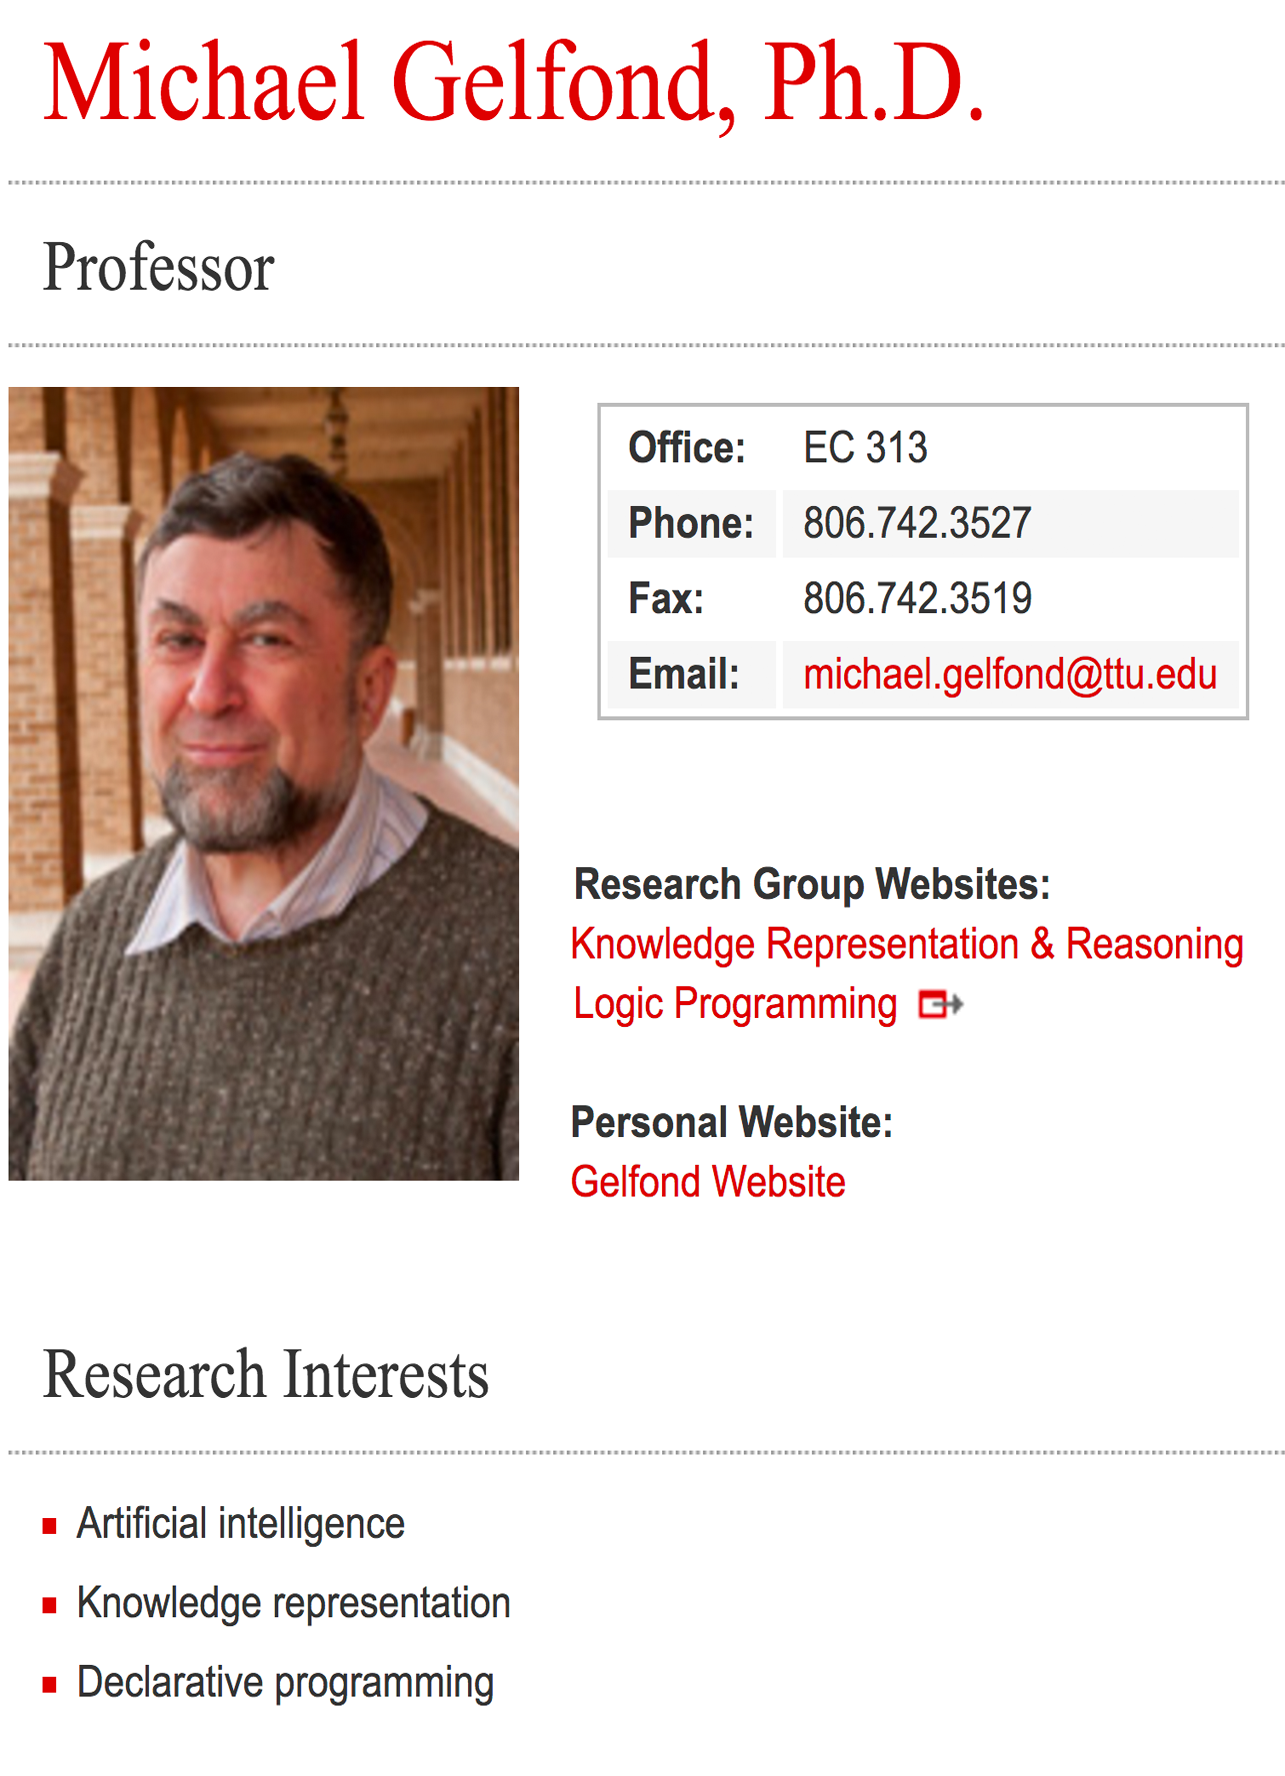 Michael Gelfond, Ph.D.
Professor
Office: EC 313
Phone: 806.742.3527
Fax: 806.742.3519
Email: michael.gelfond@ttu.edu
Research Group Websites:
Knowledge Representation & Reasoning
Logic Programming
Personal Website:
Gelfond Website
Research Interests
Artificial intelligence
Knowledge representation
Declarative programming